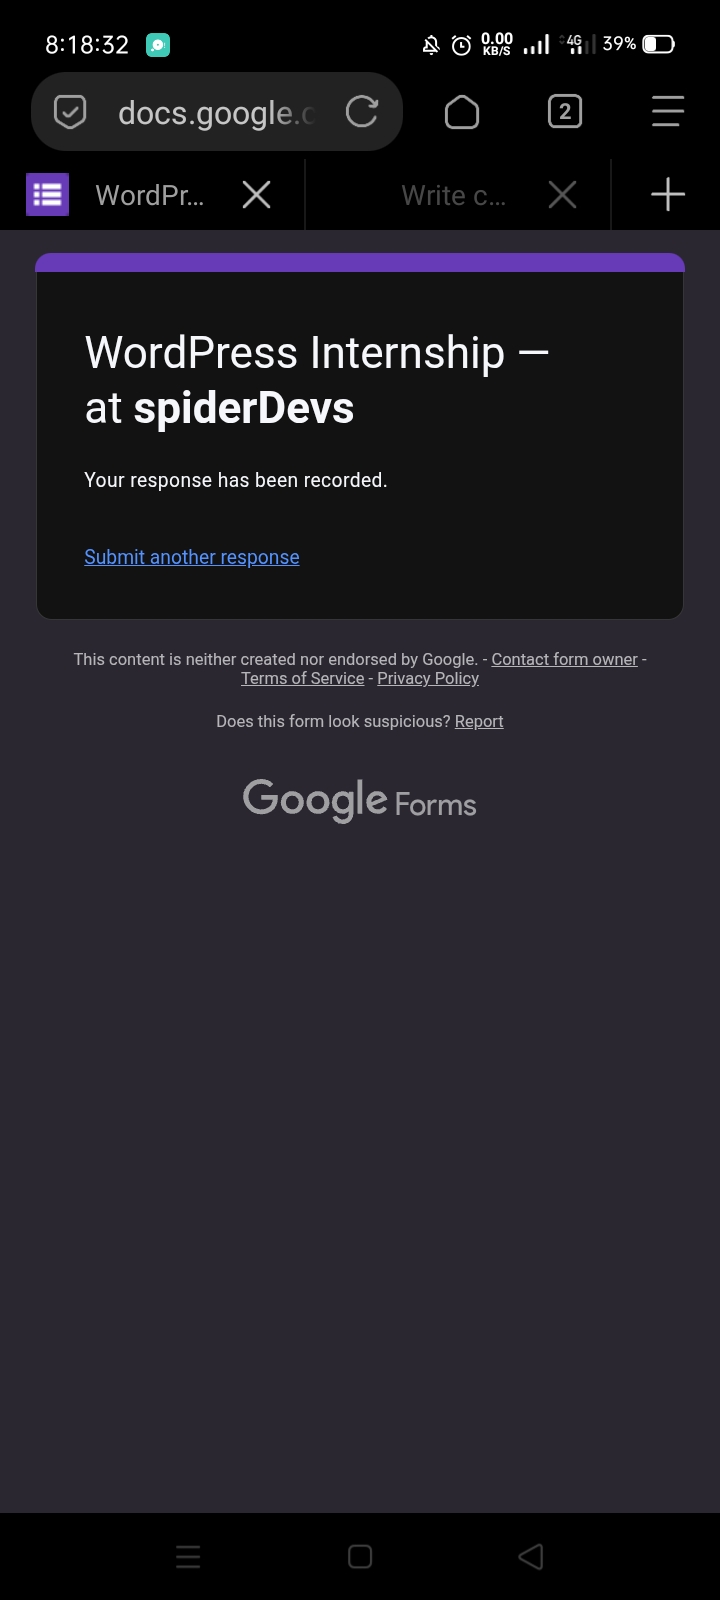 8:18:32
0.00
KB/S
4G
39%
docs.google.c
2
WordPr...
Write c...
WordPress Internship —
at spiderDevs
Your response has been recorded.
Submit another response
This content is neither created nor endorsed by Google. - Contact form owner -
Terms of Service - Privacy Policy
Does this form look suspicious? Report
Google Forms